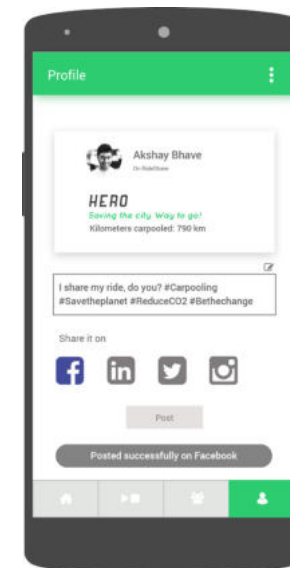 Profile
Akshay Bhave
On RideShare
HERO
Saving the city. Way to go!
Kilometers carpooled: 790 km
I share my ride, do you? #Carpooling
#Savetheplanet #ReduceCO2 #Bethechange
Share it on
Post
Posted successfully on Facebook